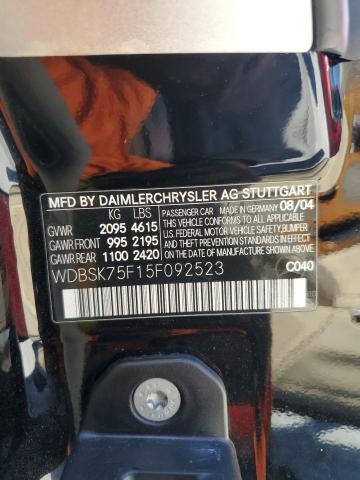 MFD BY DAIMLERCHRYSLER AG STUTTGART
KG LBS PASSENGER CAR MADE IN GERMANY 08/04
GVWR 2095 4615 THIS VEHICLE CONFORMS TO ALL APPLICABLE
GAWR FRONT 995 2195 U.S. FEDERAL MOTOR VEHICLE SAFETY, BUMPER
GAWR REAR 1100 2420 AND THEFT PREVENTION STANDARDS IN EFFECT ON THE DATE OF MANUFACTURE SHOWN ABOVE.
WDBSK75F15F092523 C040